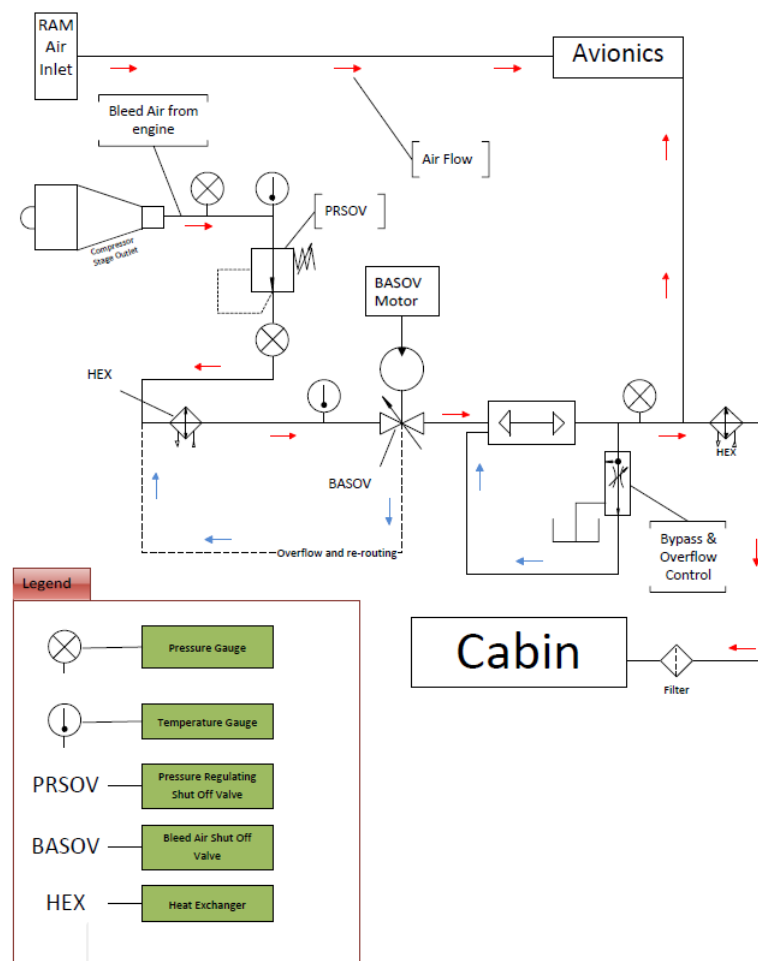 RAM
Air
Inlet
Avionics
Bleed Air from
engine
Air Flow
Compressor
Stage Outlet
PRSOV
BASOV
Motor
HEX
BASOV
HEX
Overflow and re-routing
Bypass &
Overflow
Control
Cabin
Filter
Legend
Pressure Gauge
Temperature Gauge
PRSOV
Pressure Regulating
Shut Off Valve
BASOV
Bleed Air Shut Off
Valve
HEX
Heat Exchanger